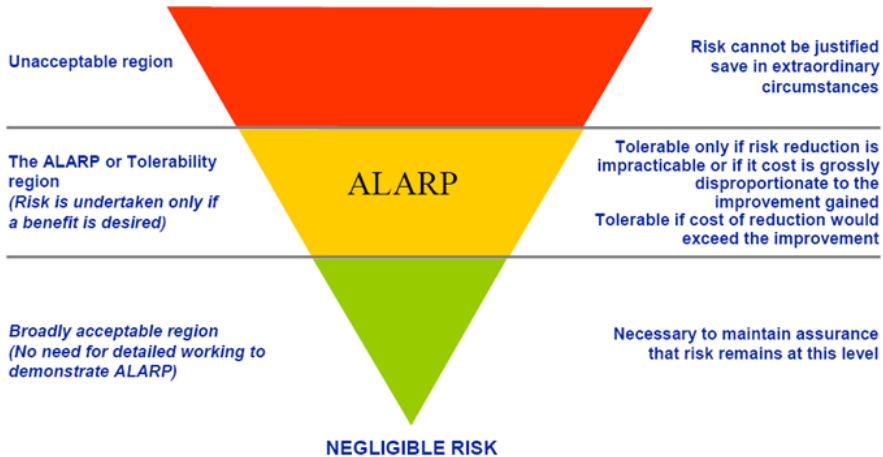 Unacceptable region
Risk cannot be justified
save in extraordinary
circumstances
The ALARP or Tolerability
region
(Risk is undertaken only if
a benefit is desired)
ALARP
Tolerable only if risk reduction is
impracticable or if it cost is grossly
disproportionate to the
improvement gained
Tolerable if cost of reduction would
exceed the improvement
Broadly acceptable region
(No need for detailed working to
demonstrate ALARP)
Necessary to maintain assurance
that risk remains at this level
NEGLIGIBLE RISK